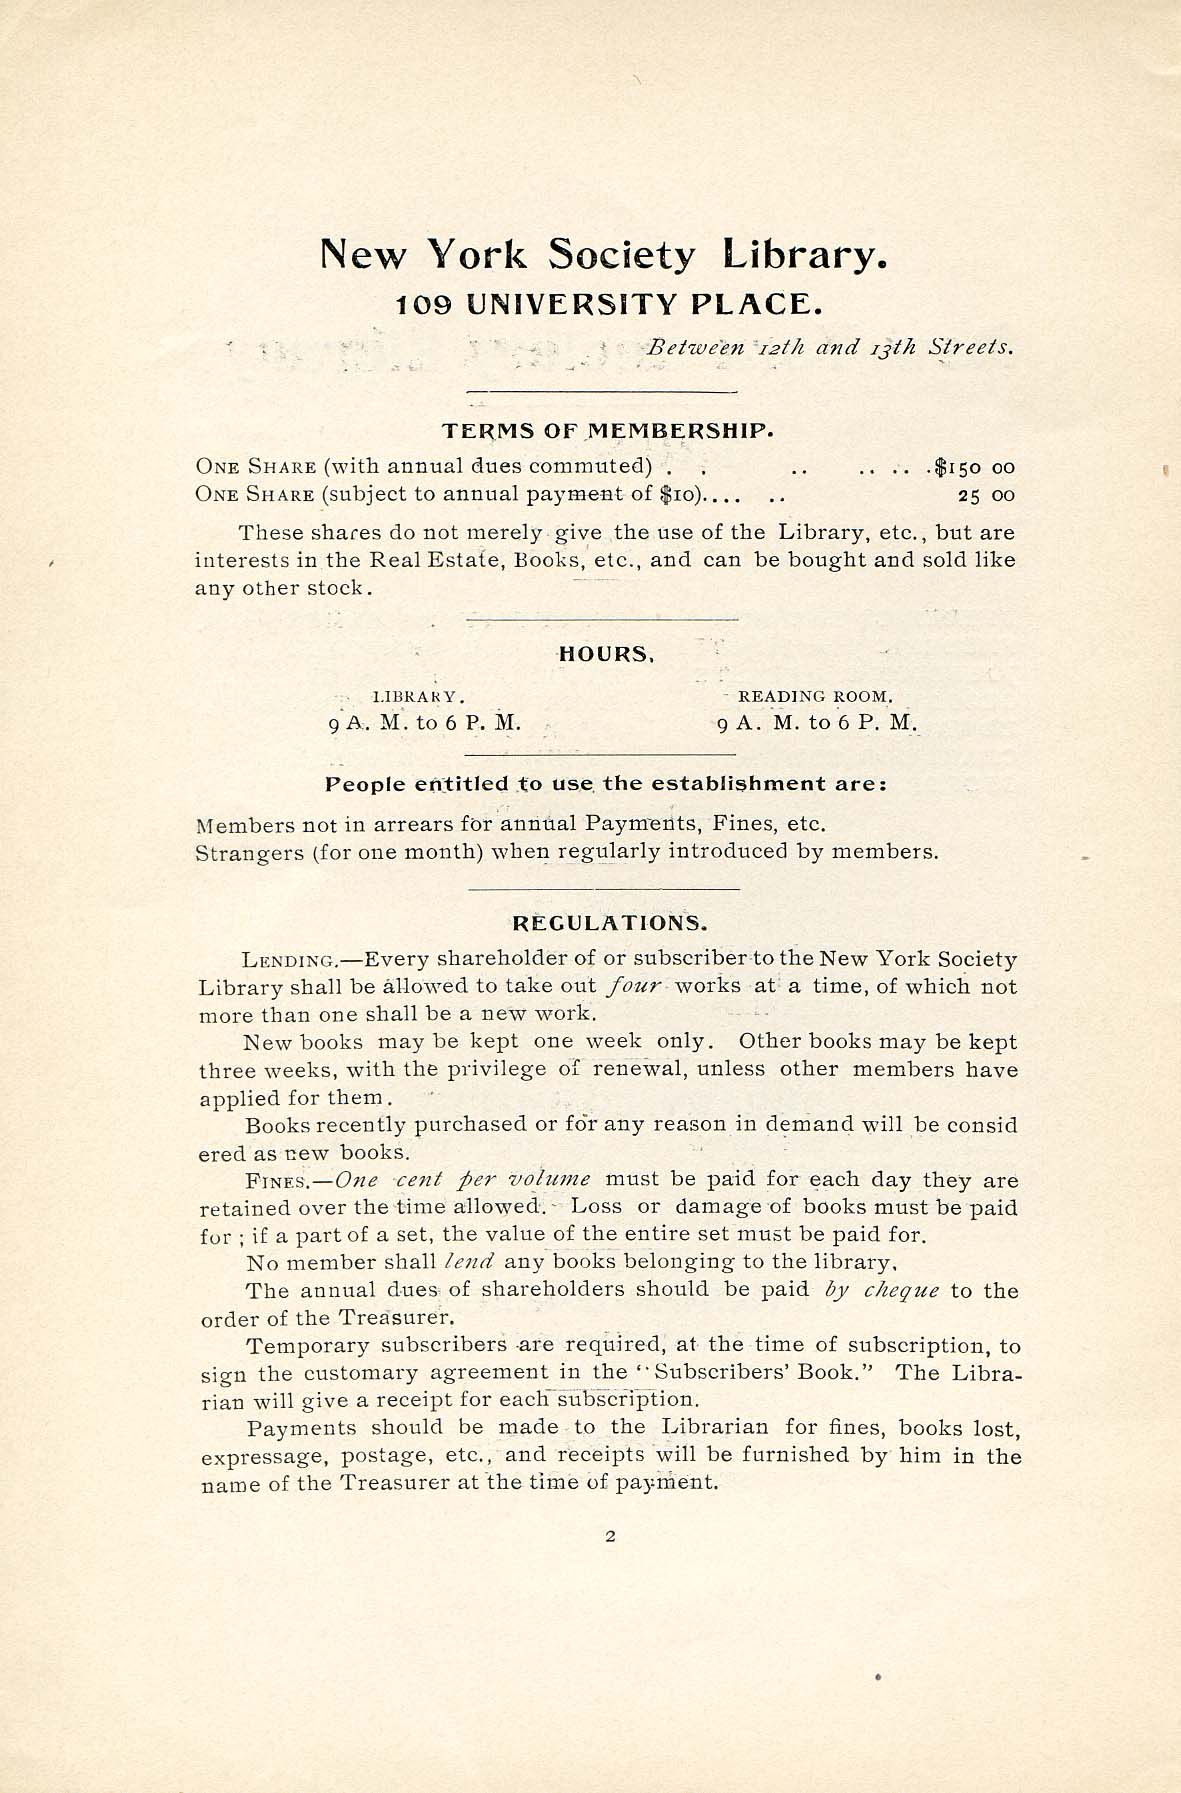 New York Society Library.
109 UNIVERSITY PLACE.
Between 12th and 13th Streets.
TERMS OF MEMBERSHIP.
ONE SHARE (with annual dues commuted) . . .. .. .. .$150 00
ONE SHARE (subject to annual payment of $10).... .. 25 00
These shares do not merely give the use of the Library, etc., but are
interests in the Real Estate, Books, etc., and can be bought and sold like
any other stock.
HOURS,
LIBRARY. READING ROOM.
9 A. M. to 6 P. M. 9 A. M. to 6 P. M.
People entitled to use the establishment are:
Members not in arrears for annual Payments, Fines, etc.
Strangers (for one month) when regularly introduced by members.
REGULATIONS.
LENDING.—Every shareholder of or subscriber to the New York Society
Library shall be allowed to take out four works at a time, of which not
more than one shall be a new work.
New books may be kept one week only. Other books may be kept
three weeks, with the privilege of renewal, unless other members have
applied for them.
Books recently purchased or for any reason in demand will be consid
ered as new books.
FINES.—One cent per volume must be paid for each day they are
retained over the time allowed. Loss or damage of books must be paid
for ; if a part of a set, the value of the entire set must be paid for.
No member shall lend any books belonging to the library,
The annual dues of shareholders should be paid by cheque to the
order of the Treasurer.
Temporary subscribers are required, at the time of subscription, to
sign the customary agreement in the "Subscribers' Book." The Libra-
rian will give a receipt for each subscription.
Payments should be made to the Librarian for fines, books lost,
expressage, postage, etc., and receipts will be furnished by him in the
name of the Treasurer at the time of payment.
2